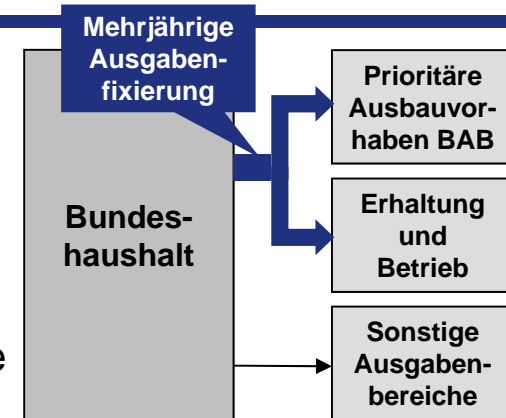 Mehrjährige
Ausgaben-
fixierung
Bundes-
haushalt
Prioritäre
Ausbauvor-
haben BAB
Erhaltung
und
Betrieb
Sonstige
Ausgaben-
bereiche
e